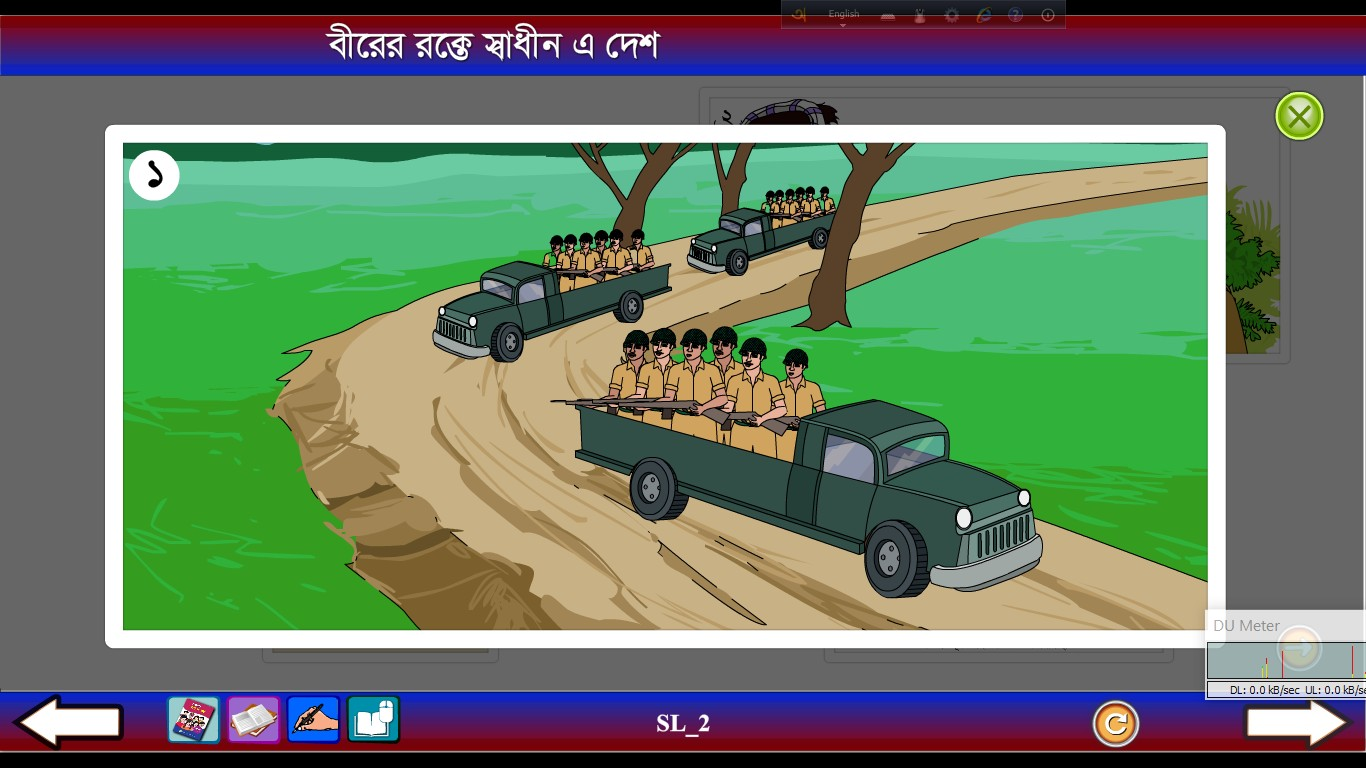 English
বীরের রক্তে স্বাধীন এ দেশ
১
DU Meter
DL: 0.0 kB/sec UL: 0.0 kB/se
SL_2